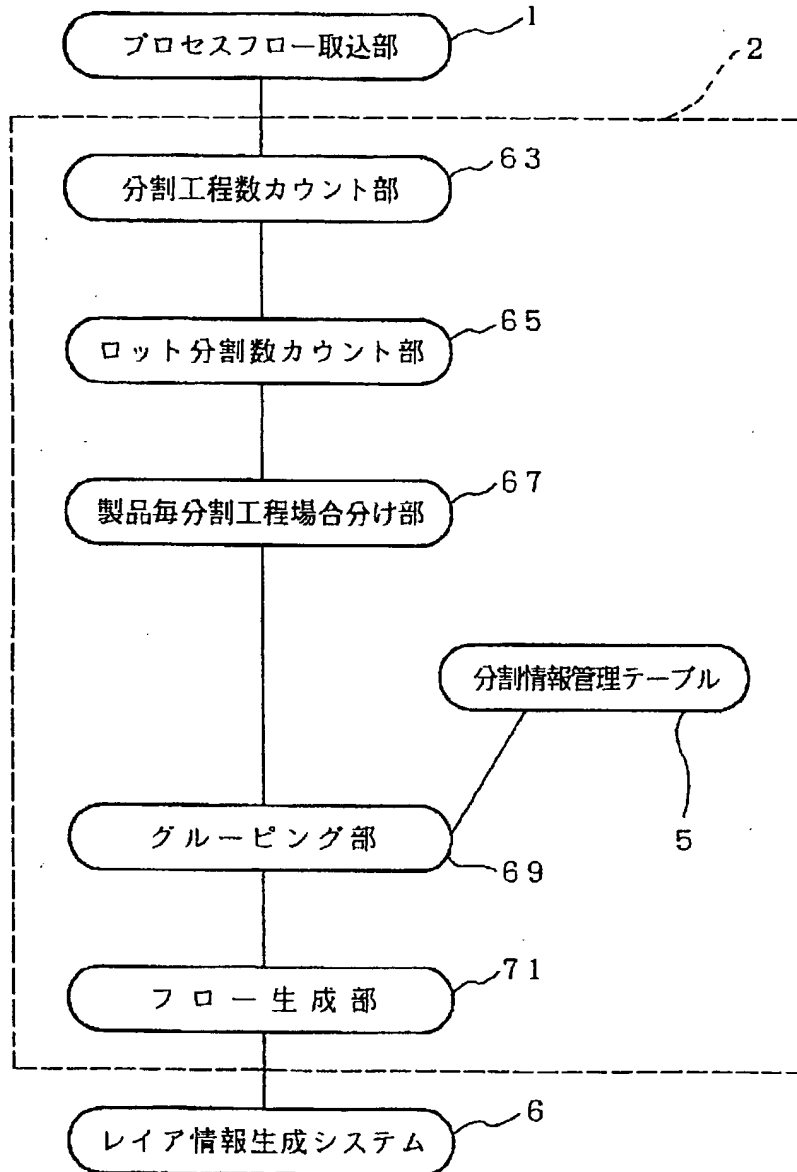 プロセスフロー取込部
1
2
分割工程数カウント部
63
ロット分割数カウント部
65
製品毎分割工程場合分け部
67
分割情報管理テーブル
5
グルーピング部
69
フロー生成部
71
レイア情報生成システム
6